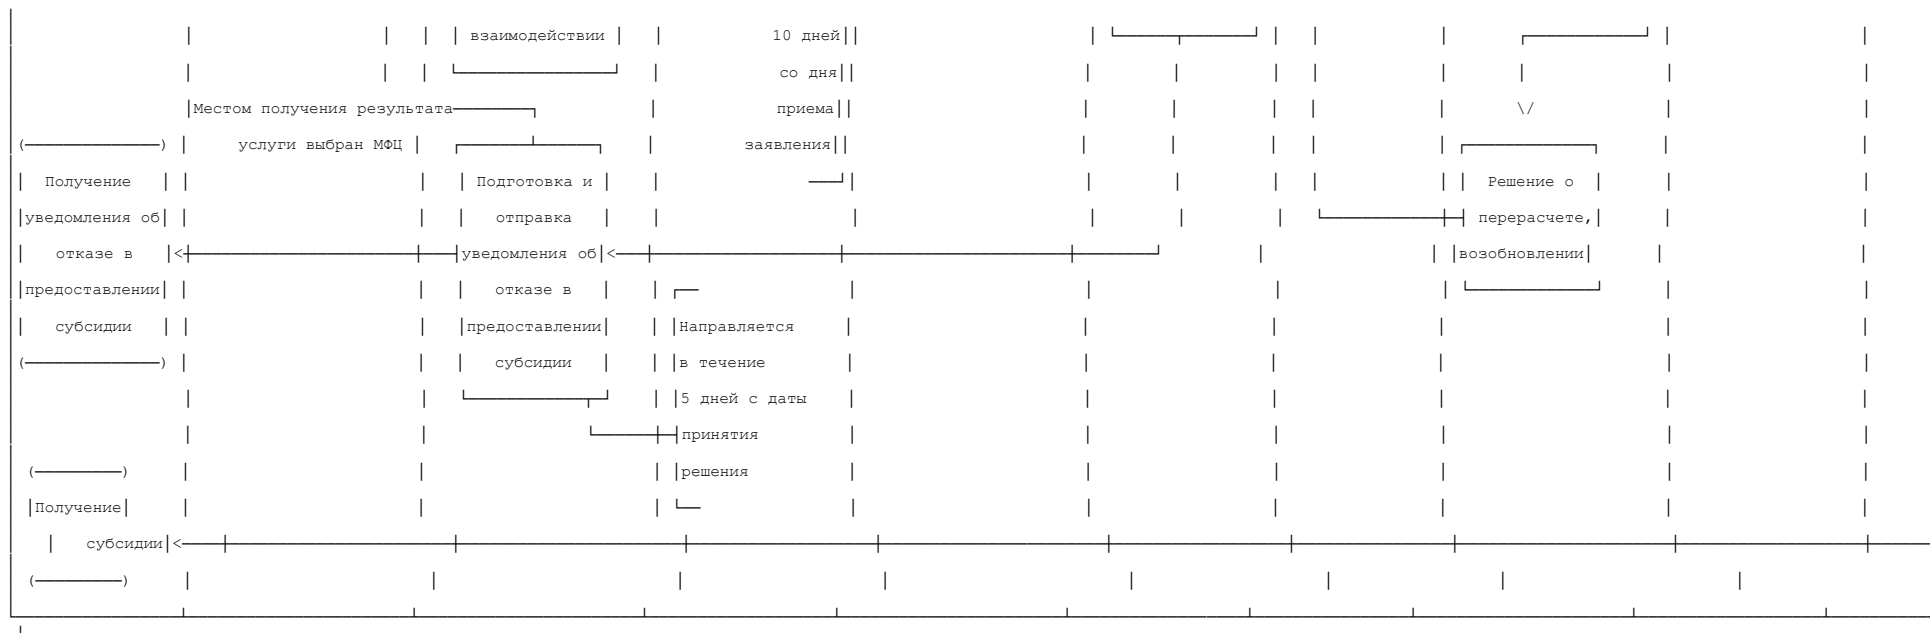 взаимодействии 10 дней
со дня
Местом получения результата приема
услуги выбран МФЦ заявления
Получение Подготовка и Решение о
уведомления об отправка перерасчете,
отказе в уведомления об возобновлении
предоставлении отказе в
субсидии предоставлении Направляется
субсидии в течение
5 дней с даты
принятия
решения
Получение
субсидии